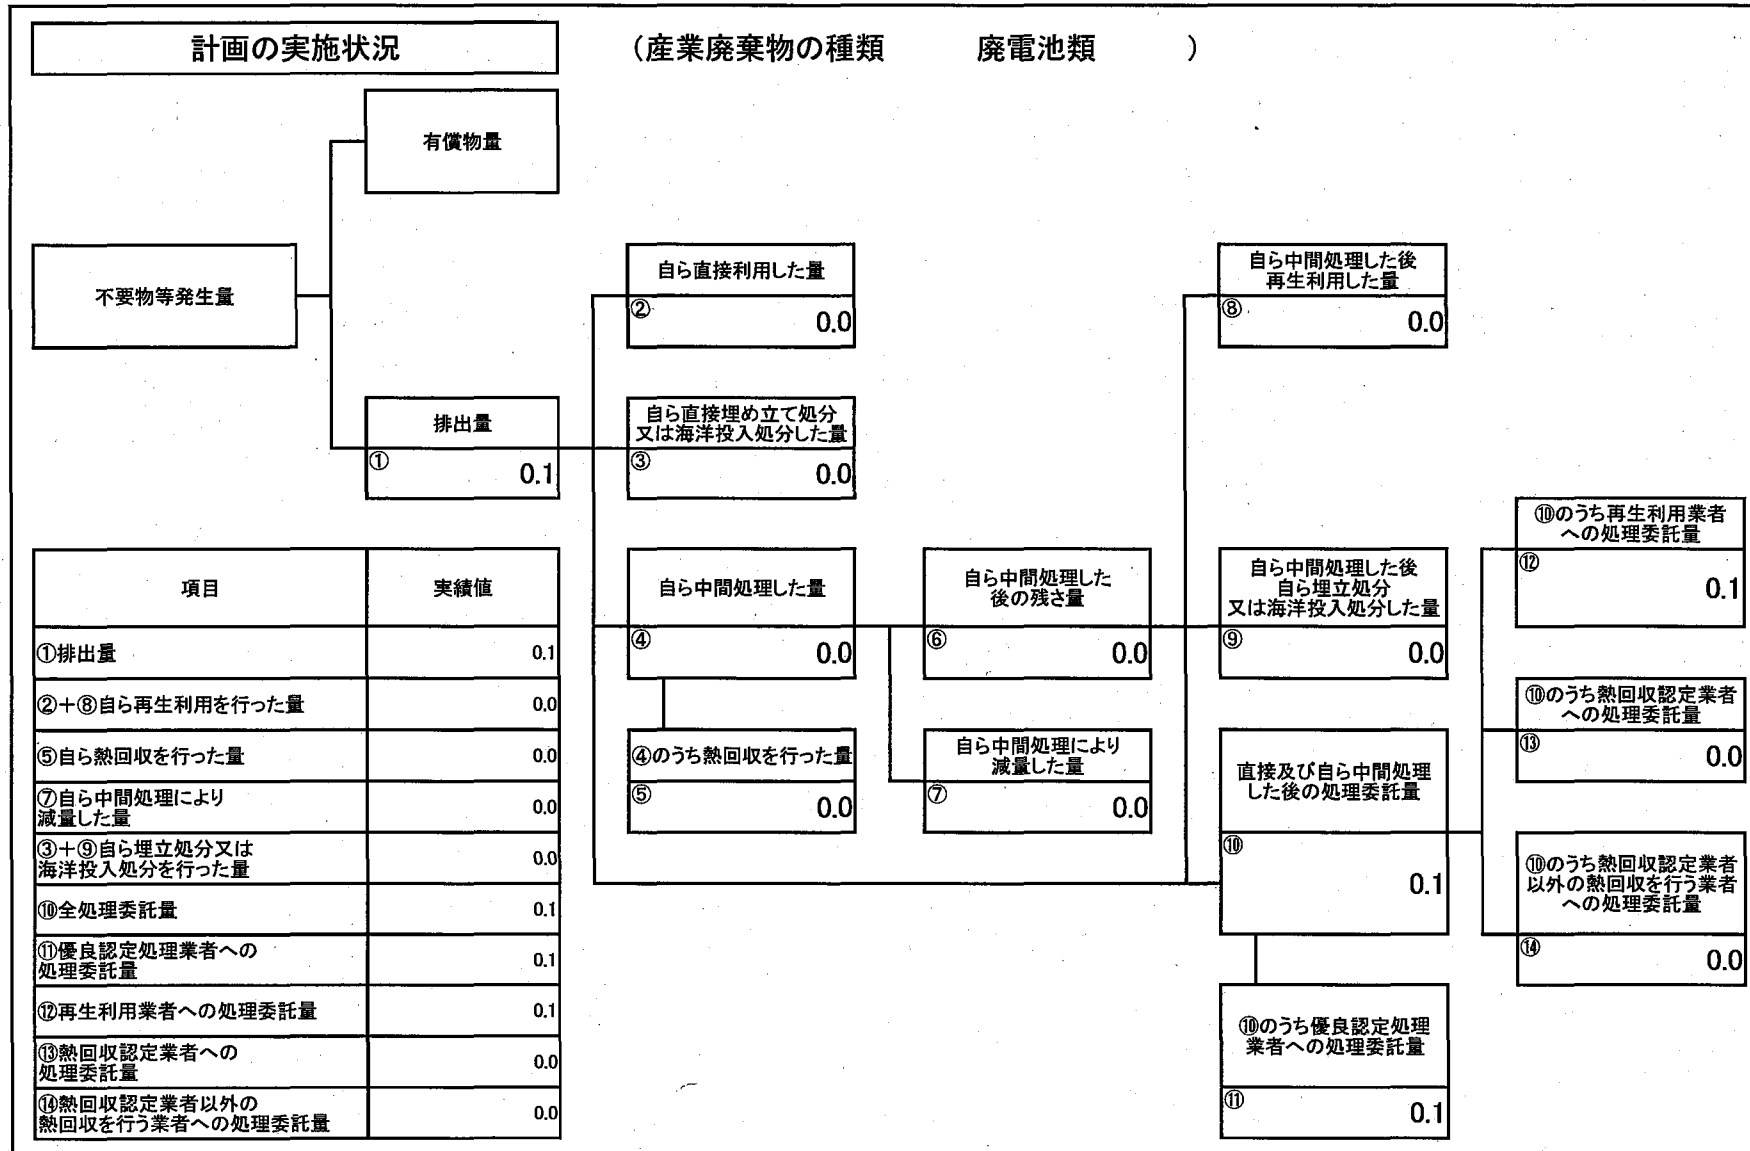 計画の実施状況
(産業廃棄物の種類 廃電池類 )
有償物量
不要物等発生量
自ら直接利用した量
② 0.0
自ら中間処理した後
再生利用した量
⑧ 0.0
排出量
① 0.1
自ら直接埋め立て処分
又は海洋投入処分した量
③ 0.0
⑩のうち再生利用業者
への処理委託量
⑫ 0.1
自ら中間処理した量
④ 0.0
自ら中間処理した
後の残さ量
⑥ 0.0
自ら中間処理した後
自ら埋立処分
又は海洋投入処分した量
⑨ 0.0
⑩のうち熱回収認定業者
への処理委託量
⑬ 0.0
④のうち熱回収を行った量
⑤ 0.0
自ら中間処理により
減量した量
⑦ 0.0
直接及び自ら中間処理
した後の処理委託量
⑩ 0.1
⑩のうち熱回収認定業者
以外の熱回収を行う業者
への処理委託量
⑭ 0.0
⑩のうち優良認定処理
業者への処理委託量
⑪ 0.1
項目 実績値
①排出量 0.1
②+⑧自ら再生利用を行った量 0.0
⑤自ら熱回収を行った量 0.0
⑦自ら中間処理により
減量した量 0.0
③+⑨自ら埋立処分又は
海洋投入処分を行った量 0.0
⑩全処理委託量 0.1
⑪優良認定処理業者への
処理委託量 0.1
⑫再生利用業者への処理委託量 0.1
⑬熱回収認定業者への
処理委託量 0.0
⑭熱回収認定業者以外の
熱回収を行う業者への処理委託量 0.0